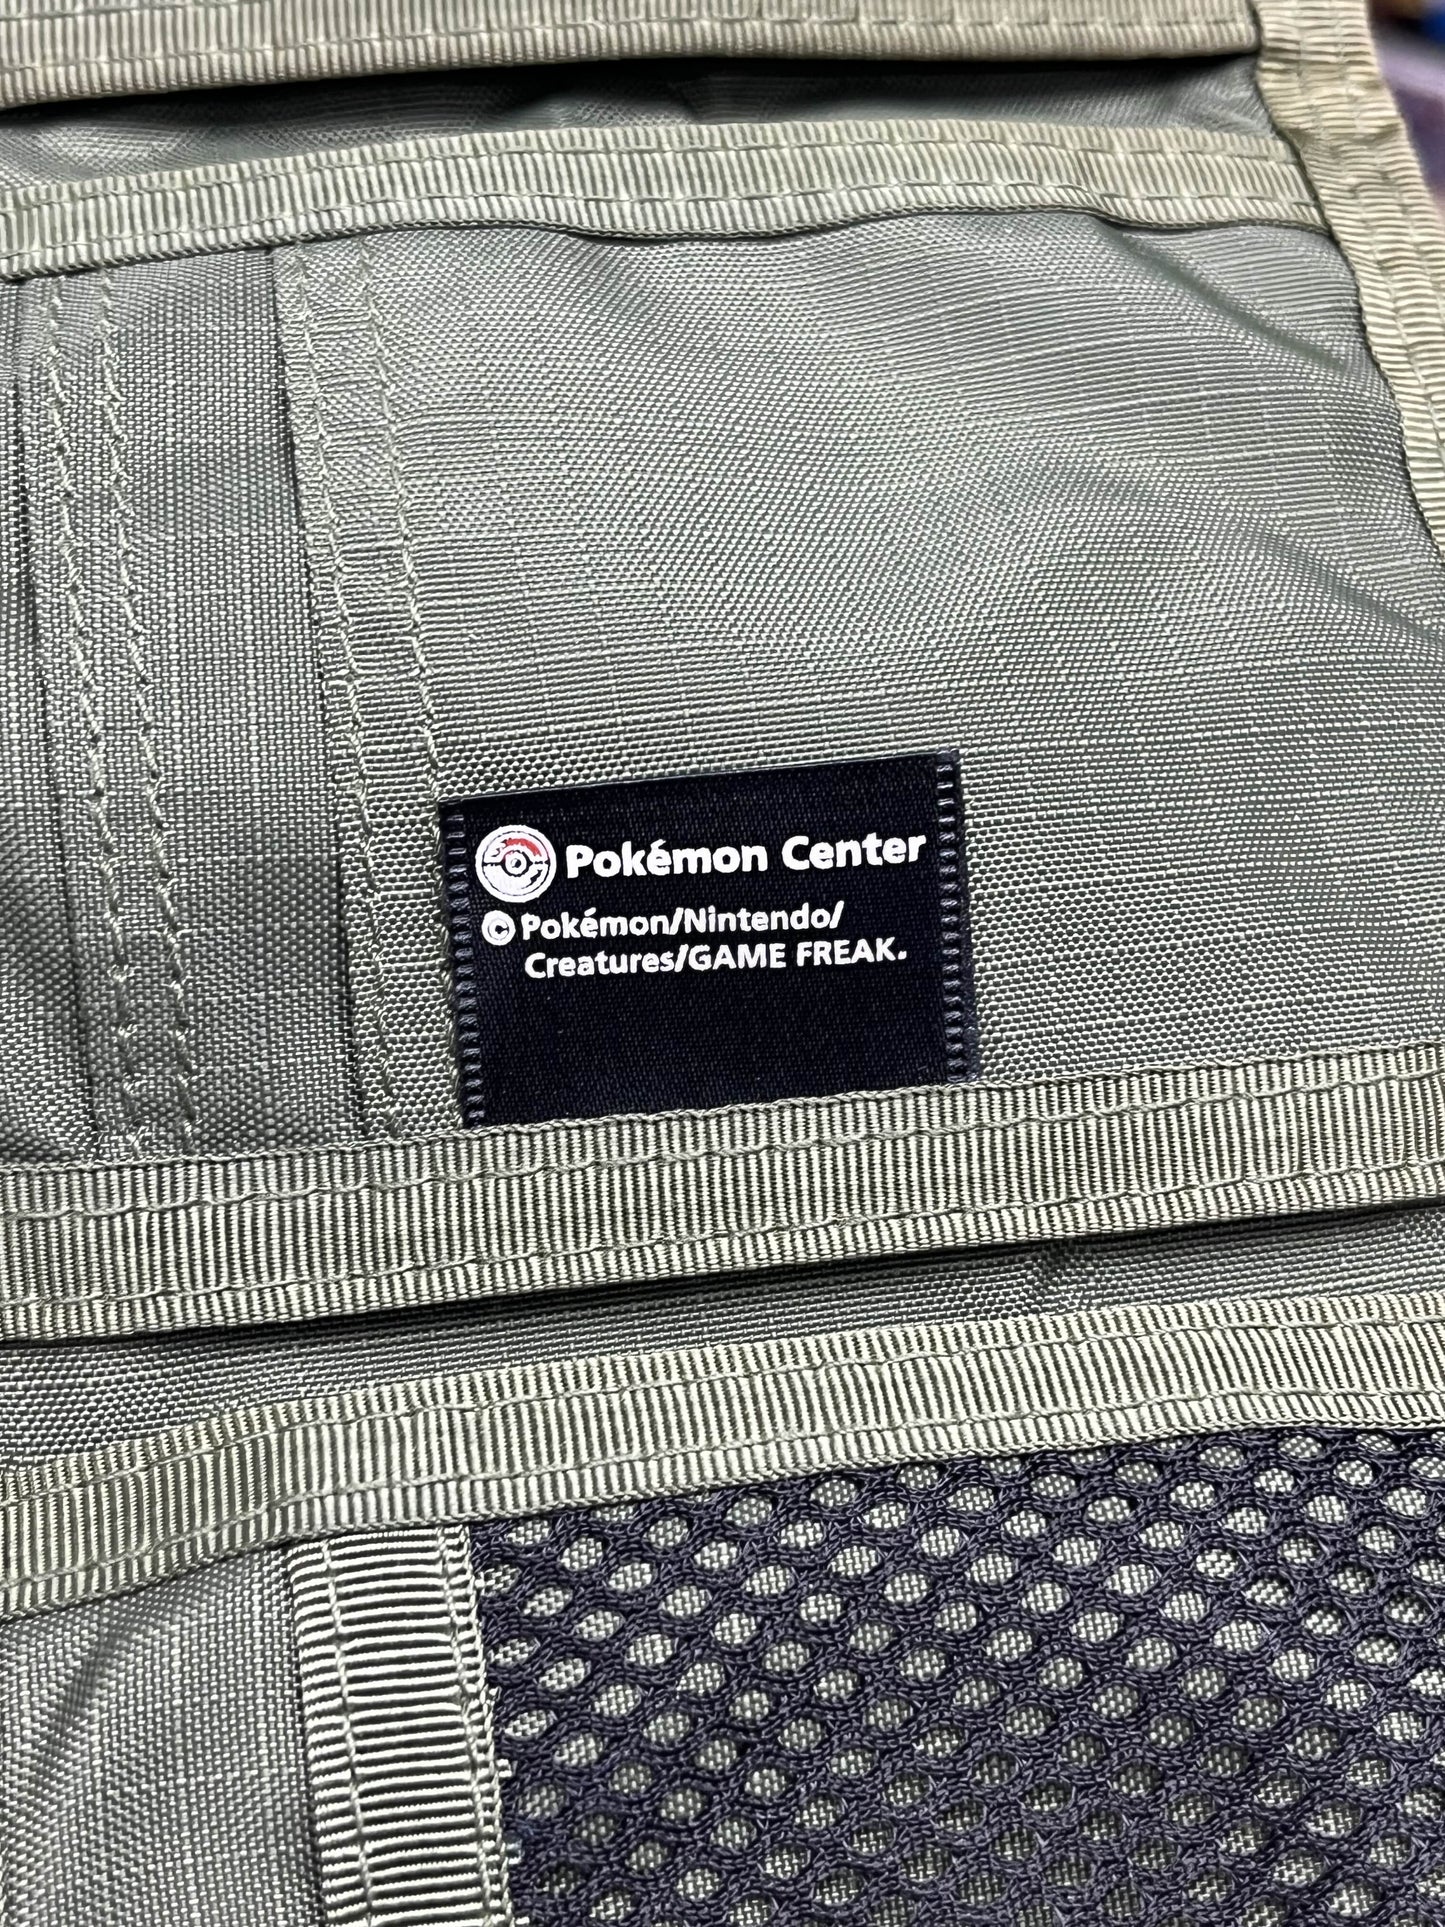 Pokémon Center
©Pokémon/Nintendo/
Creatures/GAME FREAK.